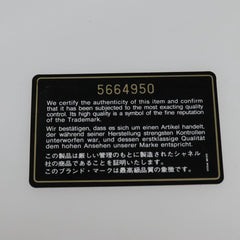 5664950
We certify the authenticity of this item and confirm
that it has been subjected to the most exacting quality
control. Its high quality is a symbol of the fine reputation
of the Trademark.
Wir bestätigen, dass es sich um einen Artikel handelt,
der während seiner Herstellung strengsten Kontrollen
unterworfen war, und dessen erstklassige Qualität
dem hohen Ansehen unserer Marke entspricht.
この製品は厳しい管理のもとに製造されたシャネル
社の商品であることを証明いたします。
このブランド・マークは最高級品質の象徴です。